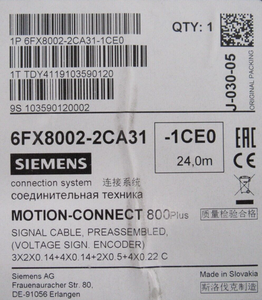 1P 6FX8002-2CA31-1CE0
QTY: 1
1T TDY4119103590120
9S 103590120002
J-030-05
ORIGINAL PACKING
6FX8002-2CA31 -1CE0
EAC
SIEMENS 24,0m
connection system 连接系统
соединительная техника
MOTION-CONNECT 800Plus
质量检验合格
SIGNAL CABLE, PREASSEMBLED,
(VOLTAGE SIGN. ENCODER)
3X2X0.14+4X0.14+2X0.5+4X0.22 C
Siemens AG
Frauenauracher Str. 80,
DE-91056 Erlangen
Made in Slovakia
斯洛伐克制造